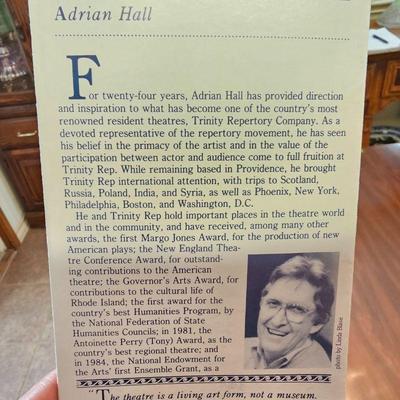 Adrian Hall
For twenty-four years, Adrian Hall has provided direction
and inspiration to what has become one of the country's most
renowned resident theatres, Trinity Repertory Company. As a
devoted representative of the repertory movement, he has seen
his belief in the primacy of the artist and in the value of the
participation between actor and audience come to full fruition at
Trinity Rep. While remaining based in Providence, he brought
Trinity Rep international attention, with trips to Scotland,
Russia, Poland, India, and Syria, as well as Phoenix, New York,
Philadelphia, Boston, and Washington, D.C.
He and Trinity Rep hold important places in the theatre world
and in the community, and have received, among many other
awards, the first Margo Jones Award, for the production of new
American plays; the New England Thea-
tre Conference Award, for outstand-
ing contributions to the American
theatre; the Governor's Arts Award, for
contributions to the cultural life of
Rhode Island; the first award for the
country's best Humanities Program, by
the National Federation of State
Humanities Councils; in 1981, the
Antoinette Perry (Tony) Award, as the
country's best regional theatre; and
in 1984, the National Endowment for
the Arts' first Ensemble Grant, as a
photo by Linda Blase
"The theatre is a living art form, not a museum.